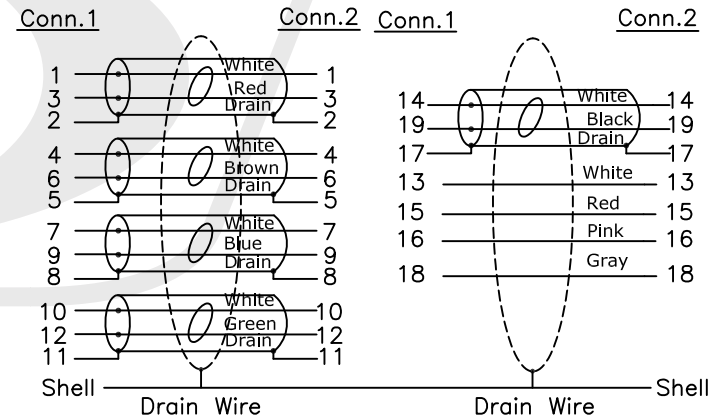 Conn.1 Conn.2 Conn.1 Conn.2
1 White 1
3 Red 3
2 Drain 2
4 White 4
6 Brown 6
5 Drain 5
7 White 7
9 Blue 9
8 Drain 8
10 White 10
12 Green 12
11 Drain 11
14 White 14
19 Black 19
17 Drain 17
13 White 13
15 Red 15
16 Pink 16
18 Gray 18
Shell Shell
Drain Wire Drain Wire